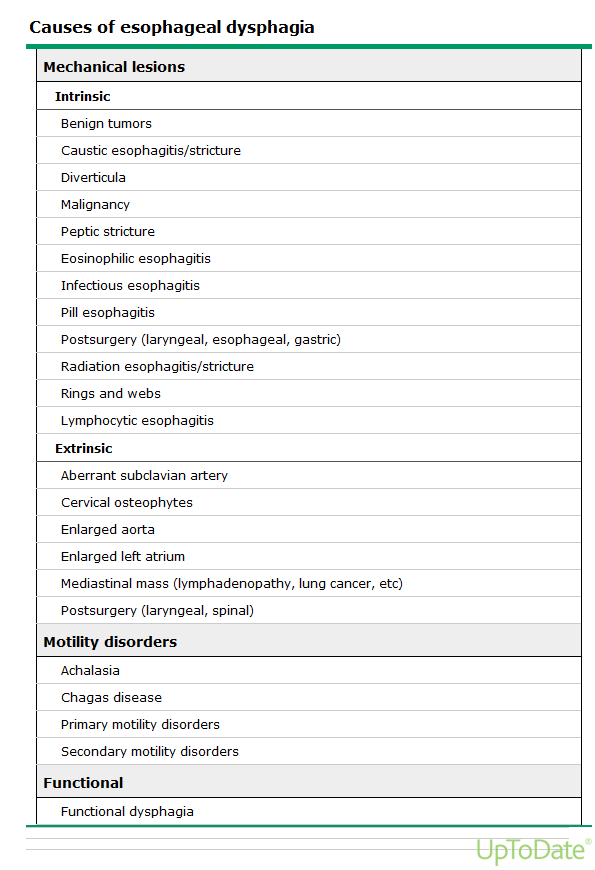 Causes of esophageal dysphagia
Mechanical lesions
Intrinsic
Benign tumors
Caustic esophagitis/stricture
Diverticula
Malignancy
Peptic stricture
Eosinophilic esophagitis
Infectious esophagitis
Pill esophagitis
Postsurgery (laryngeal, esophageal, gastric)
Radiation esophagitis/stricture
Rings and webs
Lymphocytic esophagitis
Extrinsic
Aberrant subclavian artery
Cervical osteophytes
Enlarged aorta
Enlarged left atrium
Mediastinal mass (lymphadenopathy, lung cancer, etc)
Postsurgery (laryngeal, spinal)
Motility disorders
Achalasia
Chagas disease
Primary motility disorders
Secondary motility disorders
Functional
Functional dysphagia
UpToDate®